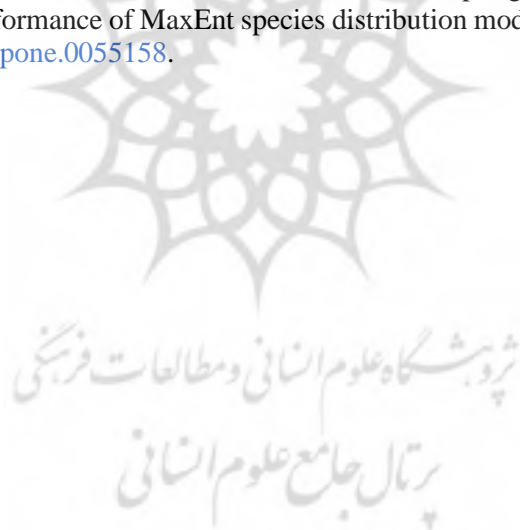 formance of MaxEnt species distribution mod
pone.0055158.
پژوهشگاه علوم انسانی و مطالعات فرهنگی
پرتال جامع علوم انسانی